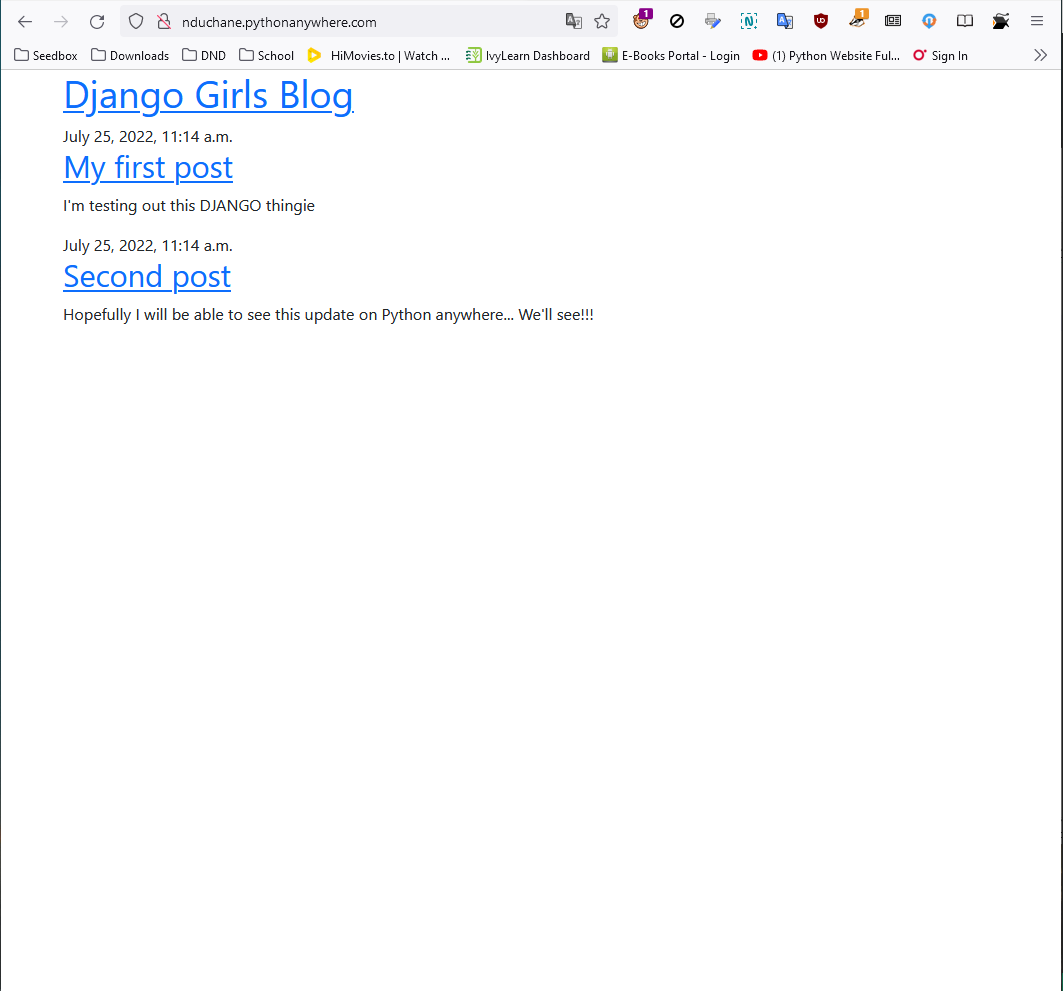 nduchane.pythonanywhere.com
1
1
Seedbox Downloads DND School HiMovies.to | Watch ... IvyLearn Dashboard E-Books Portal - Login (1) Python Website Ful... Sign In
Django Girls Blog
July 25, 2022, 11:14 a.m.
My first post
I'm testing out this DJANGO thingie
July 25, 2022, 11:14 a.m.
Second post
Hopefully I will be able to see this update on Python anywhere... We'll see!!!